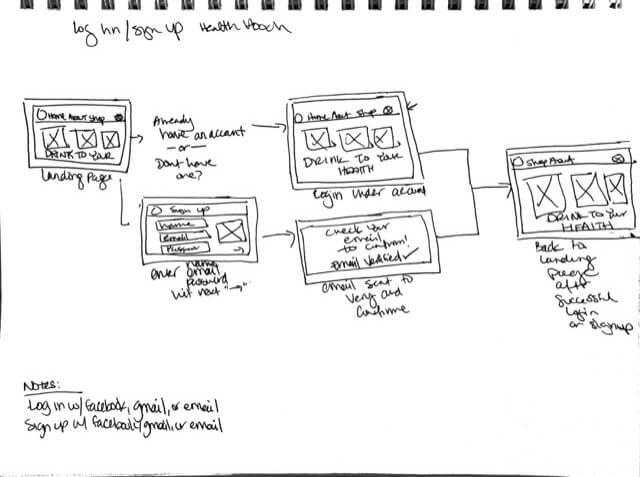 Log In/sign up Health Hooch
Home About Shop
DRINK TO YOUR
Landing Page
Already
have an account
—or—
Dont have
one?
Home About Shop
DRINK TO YOUR
HEALTH
Login under account
Sign up
name
email
enter name
email
password
hit next "→"
check your
email
to confirm!
email verified ✓
email sent to
verify and
Shop About
DRINK TO YOUR
HEALTH
Back to
landing
page
after
successful
login
or signup
Notes:
Log in w/ facebook, gmail, or email
Sign up w/ facebook/gmail, or email